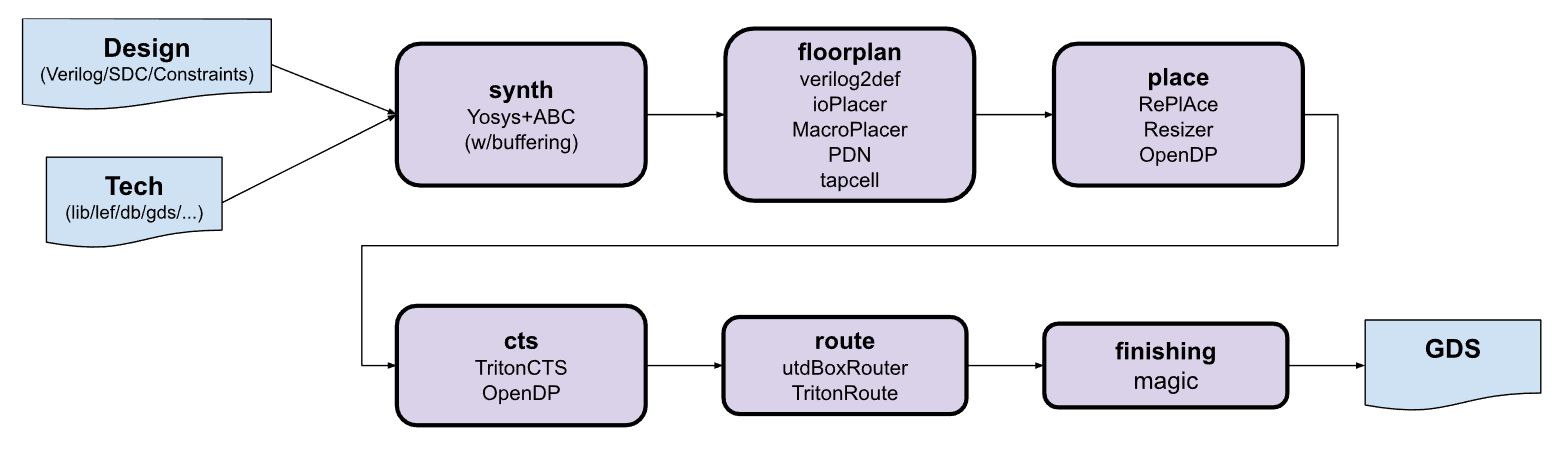 Design
(Verilog/SDC/Constraints)
Tech
(lib/lef/db/gds/...)
synth
Yosys+ABC
(w/buffering)
floorplan
verilog2def
ioPlacer
MacroPlacer
PDN
tapcell
place
RePlAce
Resizer
OpenDP
cts
TritonCTS
OpenDP
route
utdBoxRouter
TritonRoute
finishing
magic
GDS